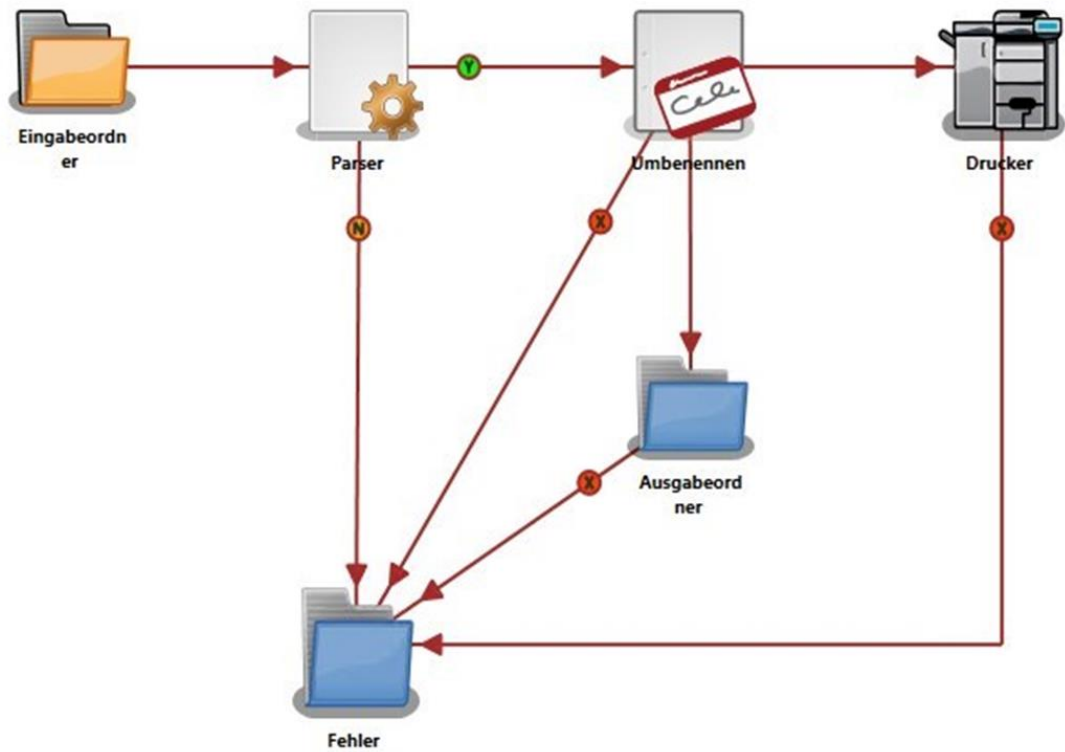 Eingabeordn
er
Parser
Y
Umbenennen
Drucker
N
X
X
Ausgabeord
ner
X
Fehler